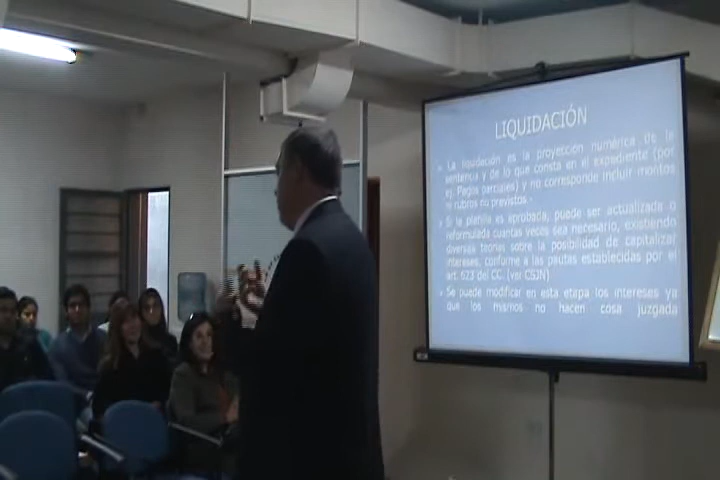 LIQUIDACIÓN
La liquidación es la proyección numérica de la
sentencia y de lo que consta en el expediente (por
ej. Pagos parciales) y no corresponde incluir montos
ni rubros no previstos.-
Si la planilla es aprobada, puede ser actualizada o
reformulada cuantas veces sea necesario, existiendo
diversas teorías sobre la posibilidad de capitalizar
intereses, conforme a las pautas establecidas por el
art. 623 del CC. (ver CSJN)
Se puede modificar en esta etapa los intereses ya
que los mismos no hacen cosa juzgada